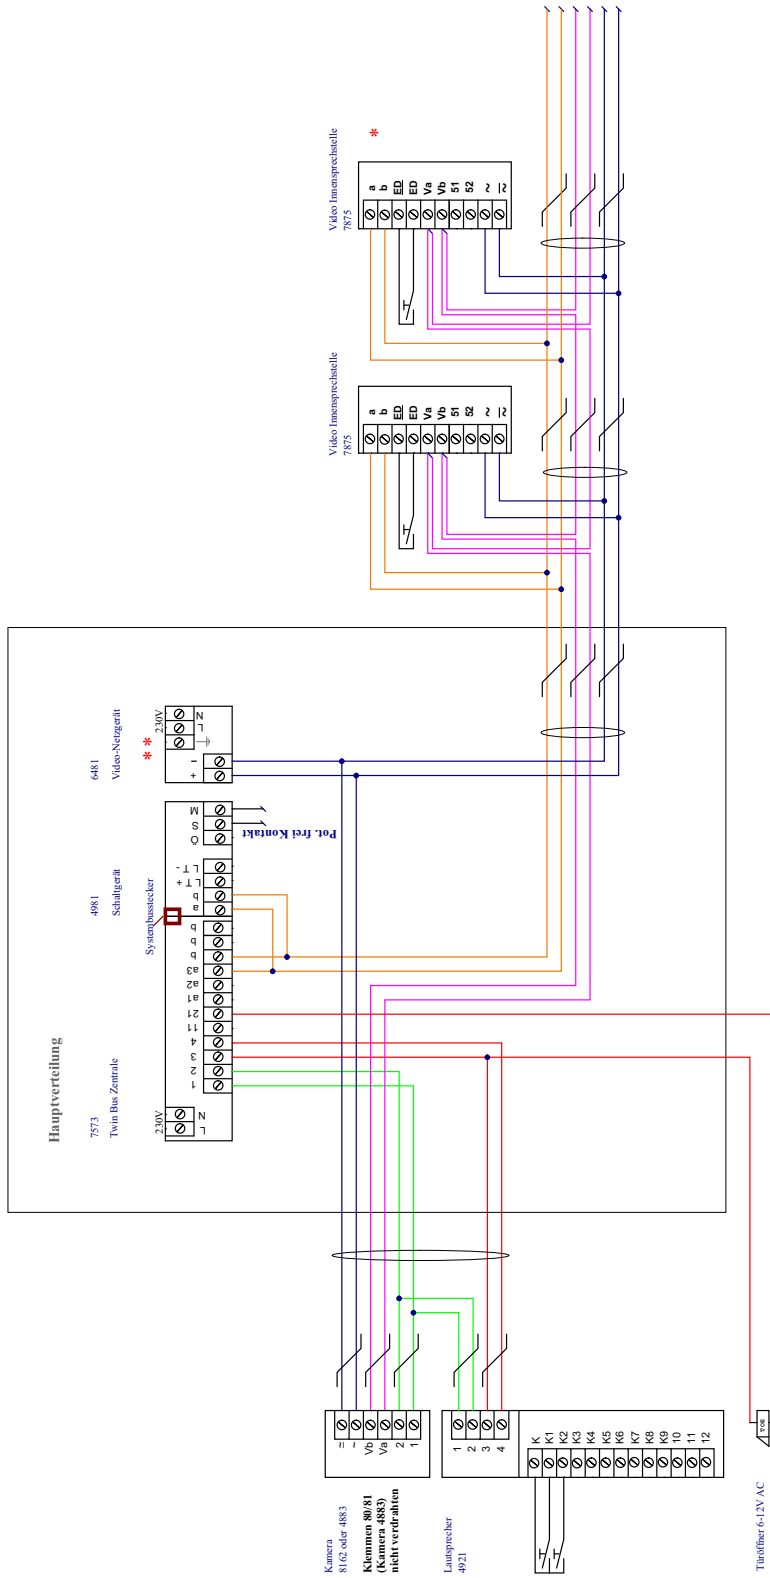 Video Innensprechstelle
7875
*
a
b
ED
ED
Va
Vb
51
52
~
|~
Video Innensprechstelle
7875
a
b
ED
ED
Va
Vb
51
52
~
|~
Hauptverteilung
6481
Video-Netzgerät
**
230V
N
L
-
+
4981
Schaltgerät
Systembusstecker
M
S
Ö
LT -
LT +
b
a
Pot. frei Kontakt
7573
Twin Bus Zentrale
b
b
b
a3
a2
a1
21
11
4
3
2
1
230V
N
L
Kamera
8162 oder 4883
Klemmen 80/81
(Kamera 4883)
nicht verdrahten
~|
~
Vb
Va
2
1
Lautsprecher
4921
1
2
3
4
K
K1
K2
K3
K4
K5
K6
K7
K8
K9
10
11
12
Türöffner 6-12V AC